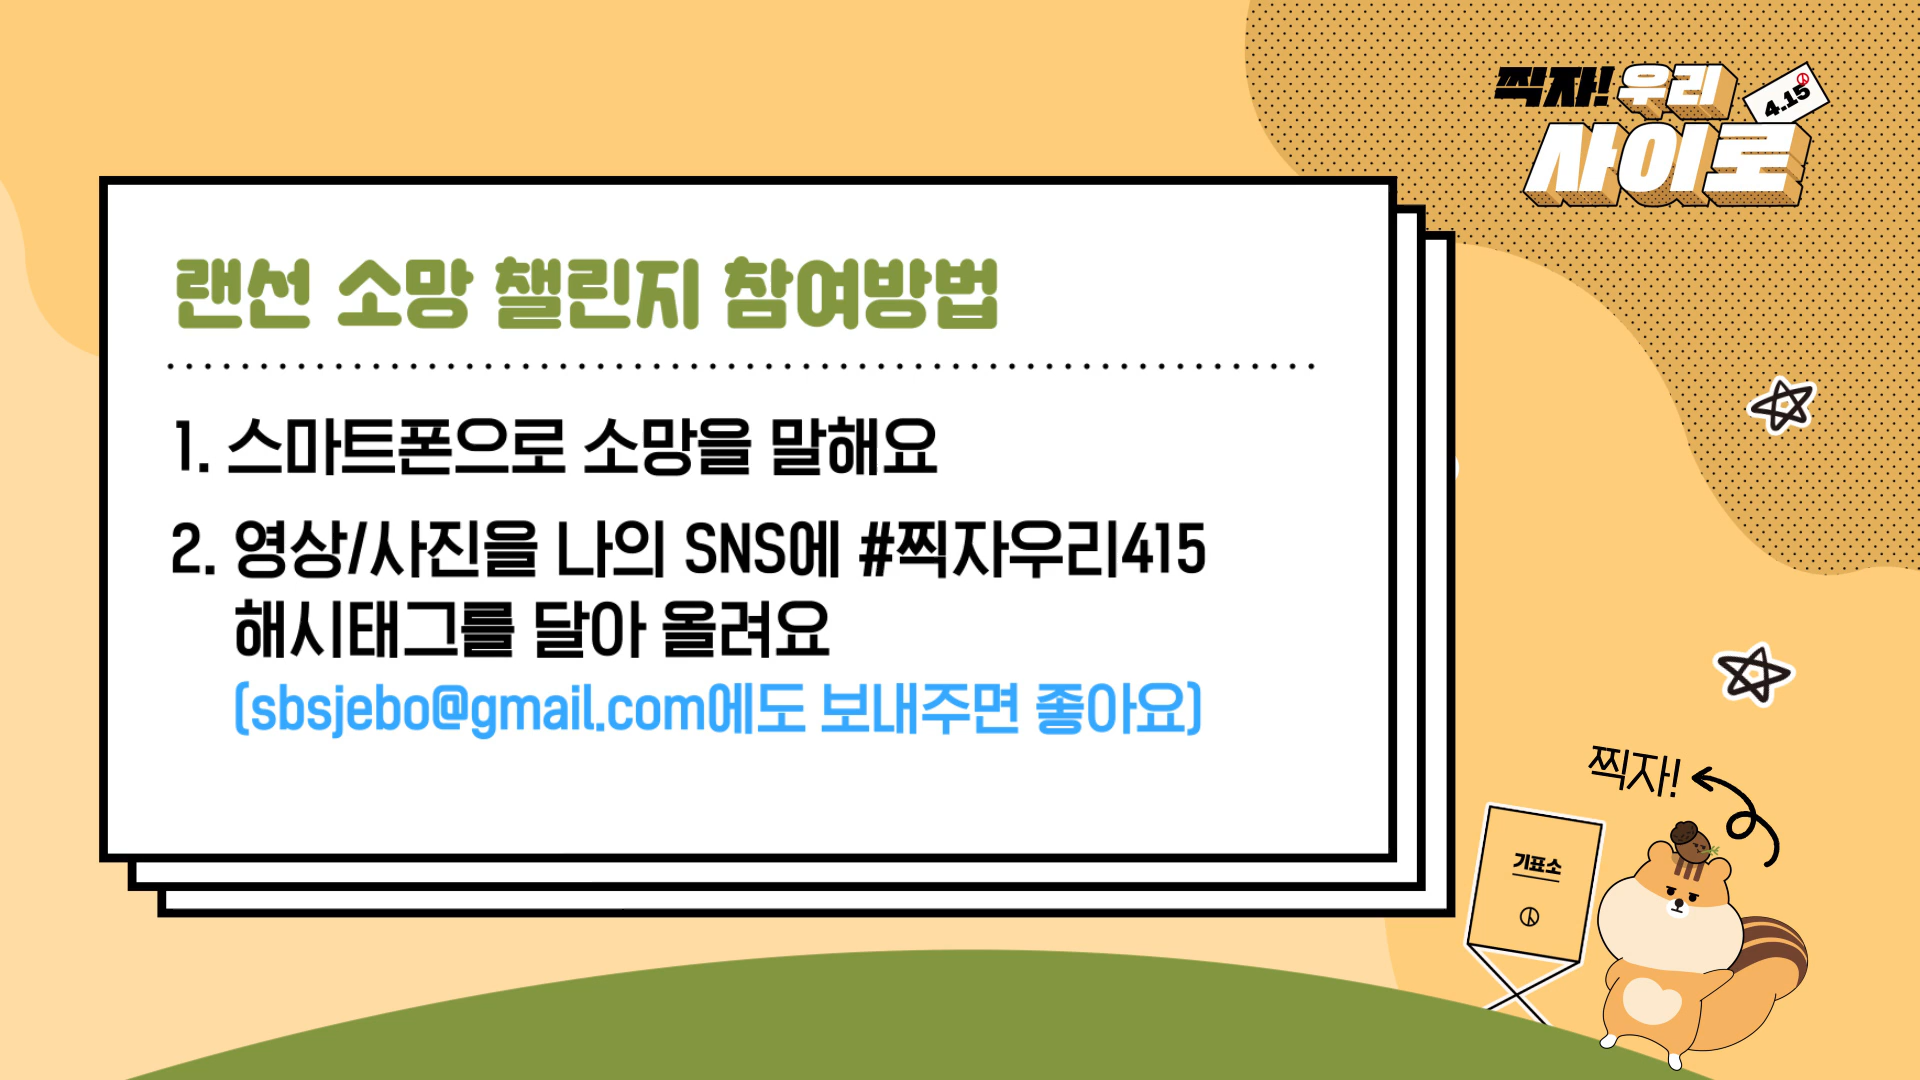 찍자! 우리
4.15
사이로
랜선 소망 챌린지 참여방법
1. 스마트폰으로 소망을 말해요
2. 영상/사진을 나의 SNS에 #찍자우리415
해시태그를 달아 올려요
(sbsjebo@gmail.com에도 보내주면 좋아요)
찍자!
기표소